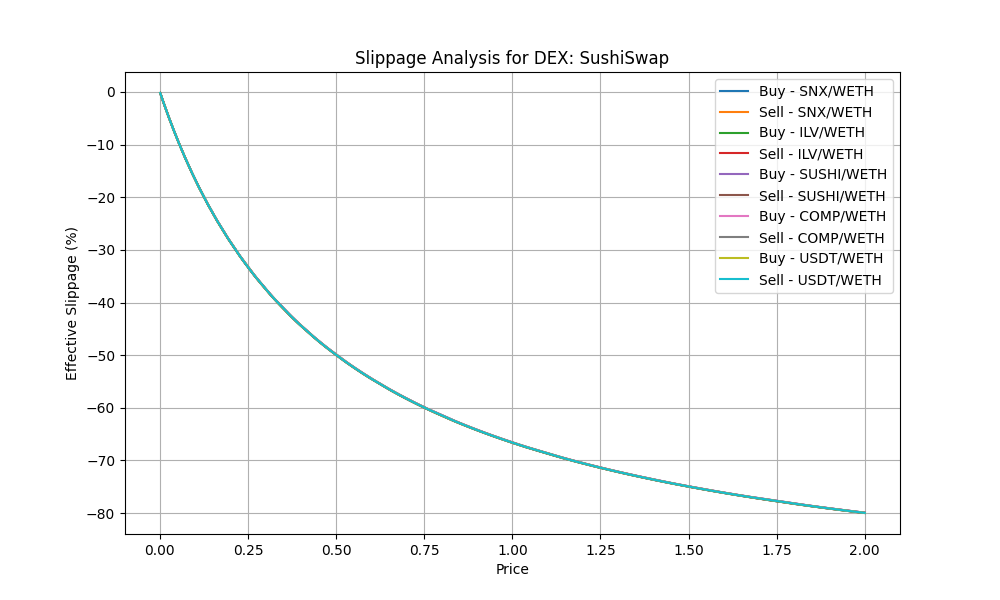 Slippage Analysis for DEX: SushiSwap
Effective Slippage (%)
0
−10
−20
−30
−40
−50
−60
−70
−80
Buy - SNX/WETH
Sell - SNX/WETH
Buy - ILV/WETH
Sell - ILV/WETH
Buy - SUSHI/WETH
Sell - SUSHI/WETH
Buy - COMP/WETH
Sell - COMP/WETH
Buy - USDT/WETH
Sell - USDT/WETH
0.00 0.25 0.50 0.75 1.00 1.25 1.50 1.75 2.00
Price